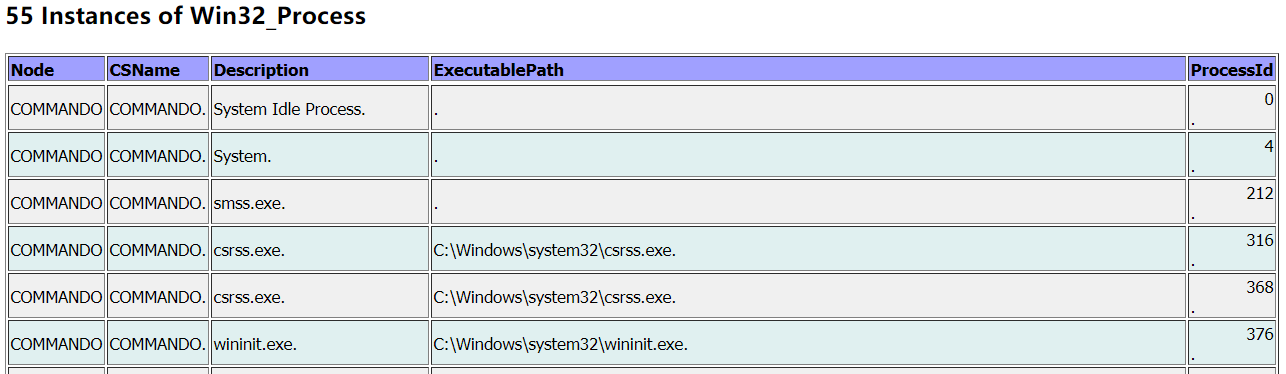 55 Instances of Win32_Process
Node CSName Description ExecutablePath ProcessId
COMMANDO COMMANDO. System Idle Process. . 0
.
COMMANDO COMMANDO. System. . 4
.
COMMANDO COMMANDO. smss.exe. . 212
.
COMMANDO COMMANDO. csrss.exe. C:\Windows\system32\csrss.exe. 316
.
COMMANDO COMMANDO. csrss.exe. C:\Windows\system32\csrss.exe. 368
.
COMMANDO COMMANDO. wininit.exe. C:\Windows\system32\wininit.exe. 376
.